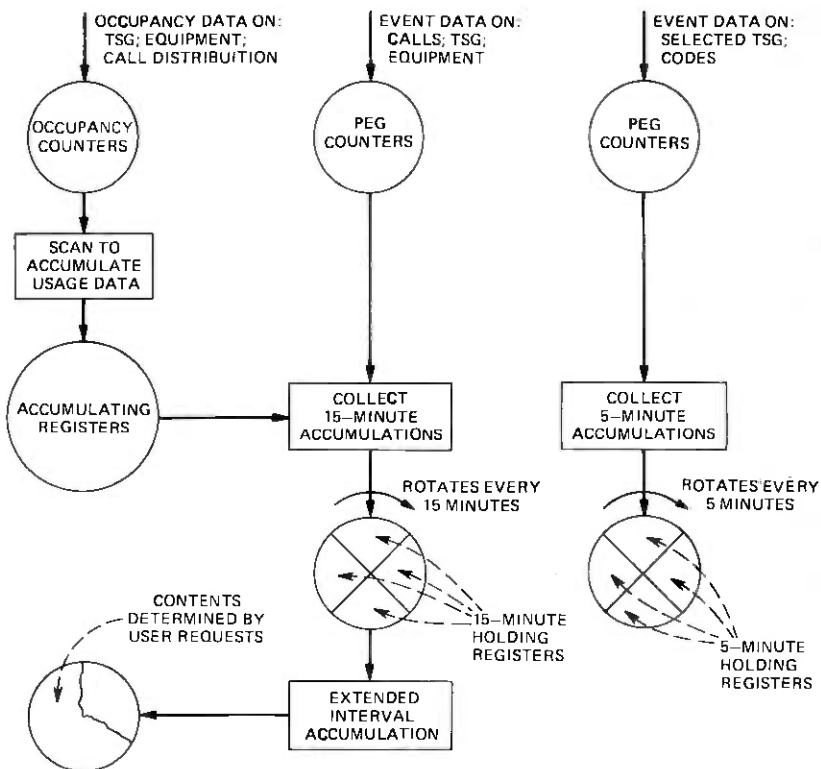 OCCUPANCY DATA ON:
TSG; EQUIPMENT;
CALL DISTRIBUITION
EVENT DATA ON:
CALLS; TSG;
EQUIPMENT
EVENT DATA ON:
SELECTED TSG;
CODES
OCCUPANCY
COUNTERS
PEG
COUNTERS
PEG
COUNTERS
SCAN TO
ACCUMULATE
USAGE DATA
ACCUMULATING
REGISTERS
COLLECT
15-MINUTE
ACCUMULATIONS
COLLECT
5-MINUTE
ACCUMULATIONS
ROTATES EVERY
15 MINUTES
ROTATES EVERY
5 MINUTES
CONTENTS
DETERMINED BY
USER REQUESTS
15-MINUTE
HOLDING
REGISTERS
5-MINUTE
HOLDING
REGISTERS
EXTENDED
INTERVAL
ACCUMULATION